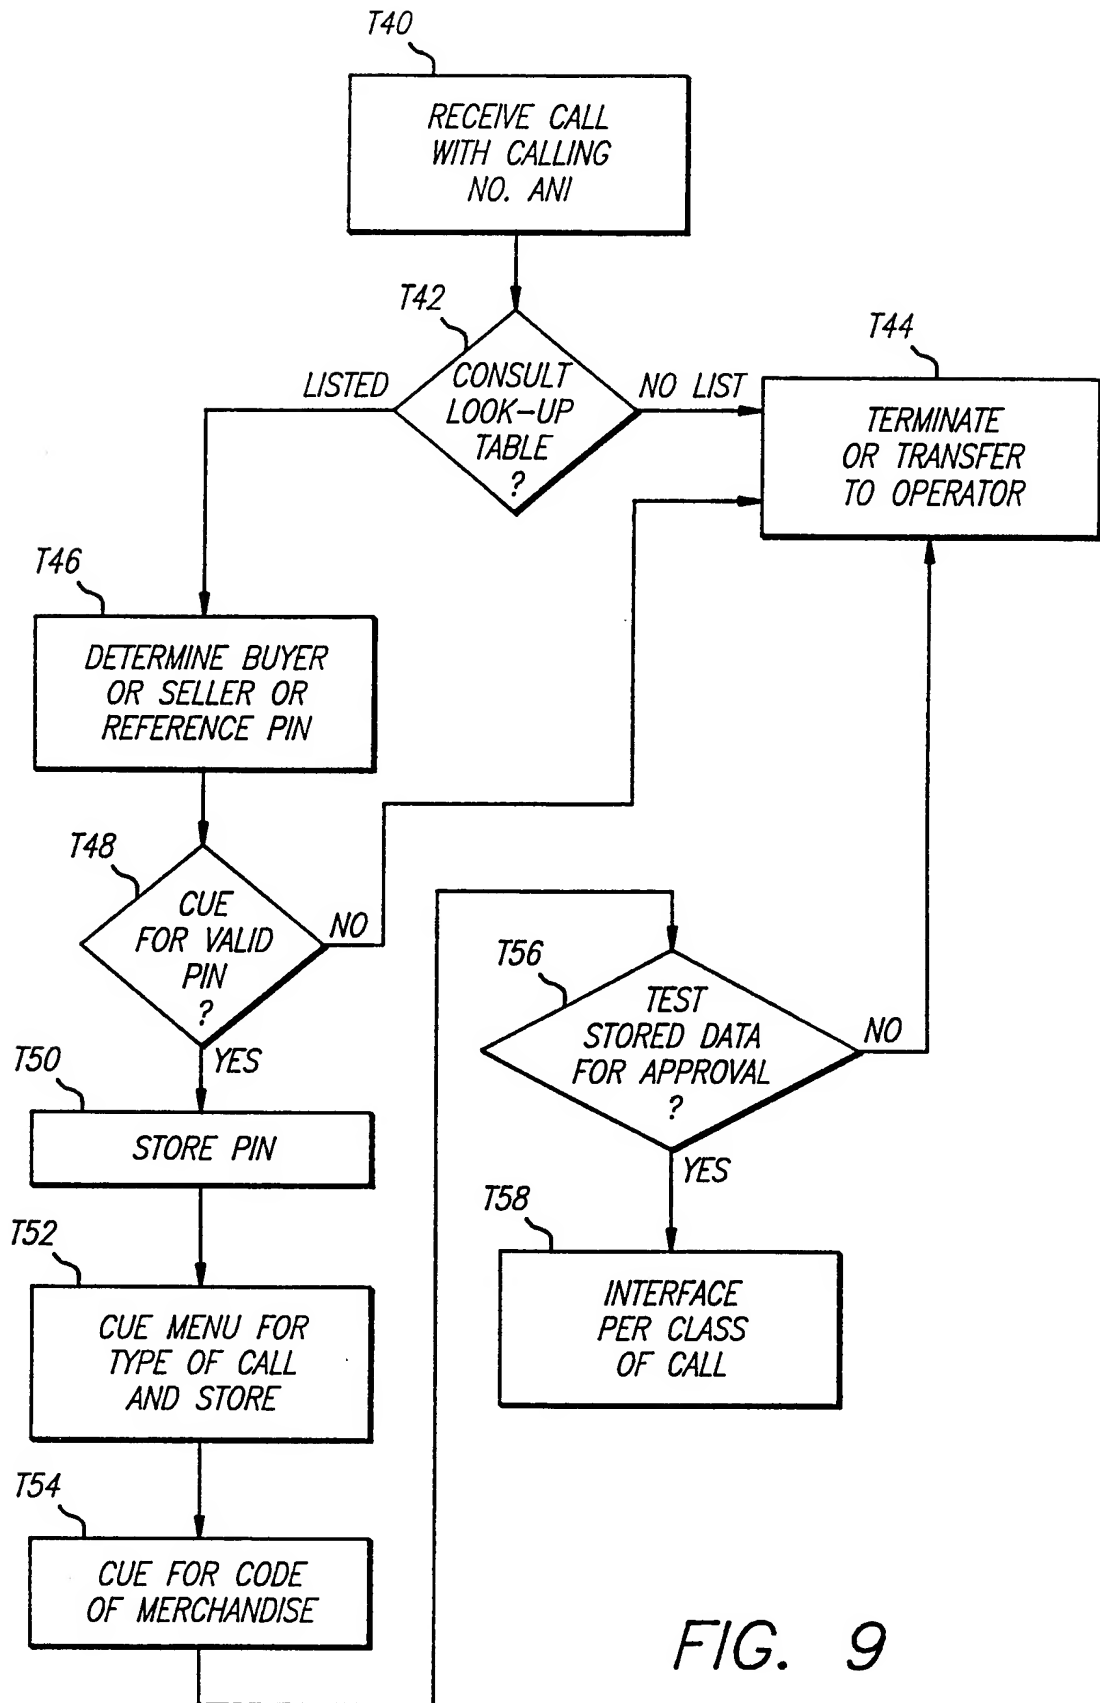 T40
RECEIVE CALL
WITH CALLING
NO. ANI
T42
CONSULT
LOOK-UP
TABLE
?
LISTED
NO LIST
T44
TERMINATE
OR TRANSFER
TO OPERATOR
T46
DETERMINE BUYER
OR SELLER OR
REFERENCE PIN
T48
CUE
FOR VALID
PIN
?
NO
YES
T50
STORE PIN
T52
CUE MENU FOR
TYPE OF CALL
AND STORE
T54
CUE FOR CODE
OF MERCHANDISE
T56
TEST
STORED DATA
FOR APPROVAL
?
NO
YES
T58
INTERFACE
PER CLASS
OF CALL
FIG. 9